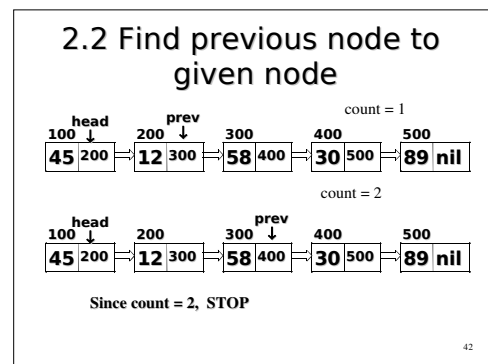 2.2 Find previous node to
given node
count = 1
head prev
100 200 300 400 500
45 200 12 300 58 400 30 500 89 nil
count = 2
head prev
100 200 300 400 500
45 200 12 300 58 400 30 500 89 nil
Since count = 2, STOP
42